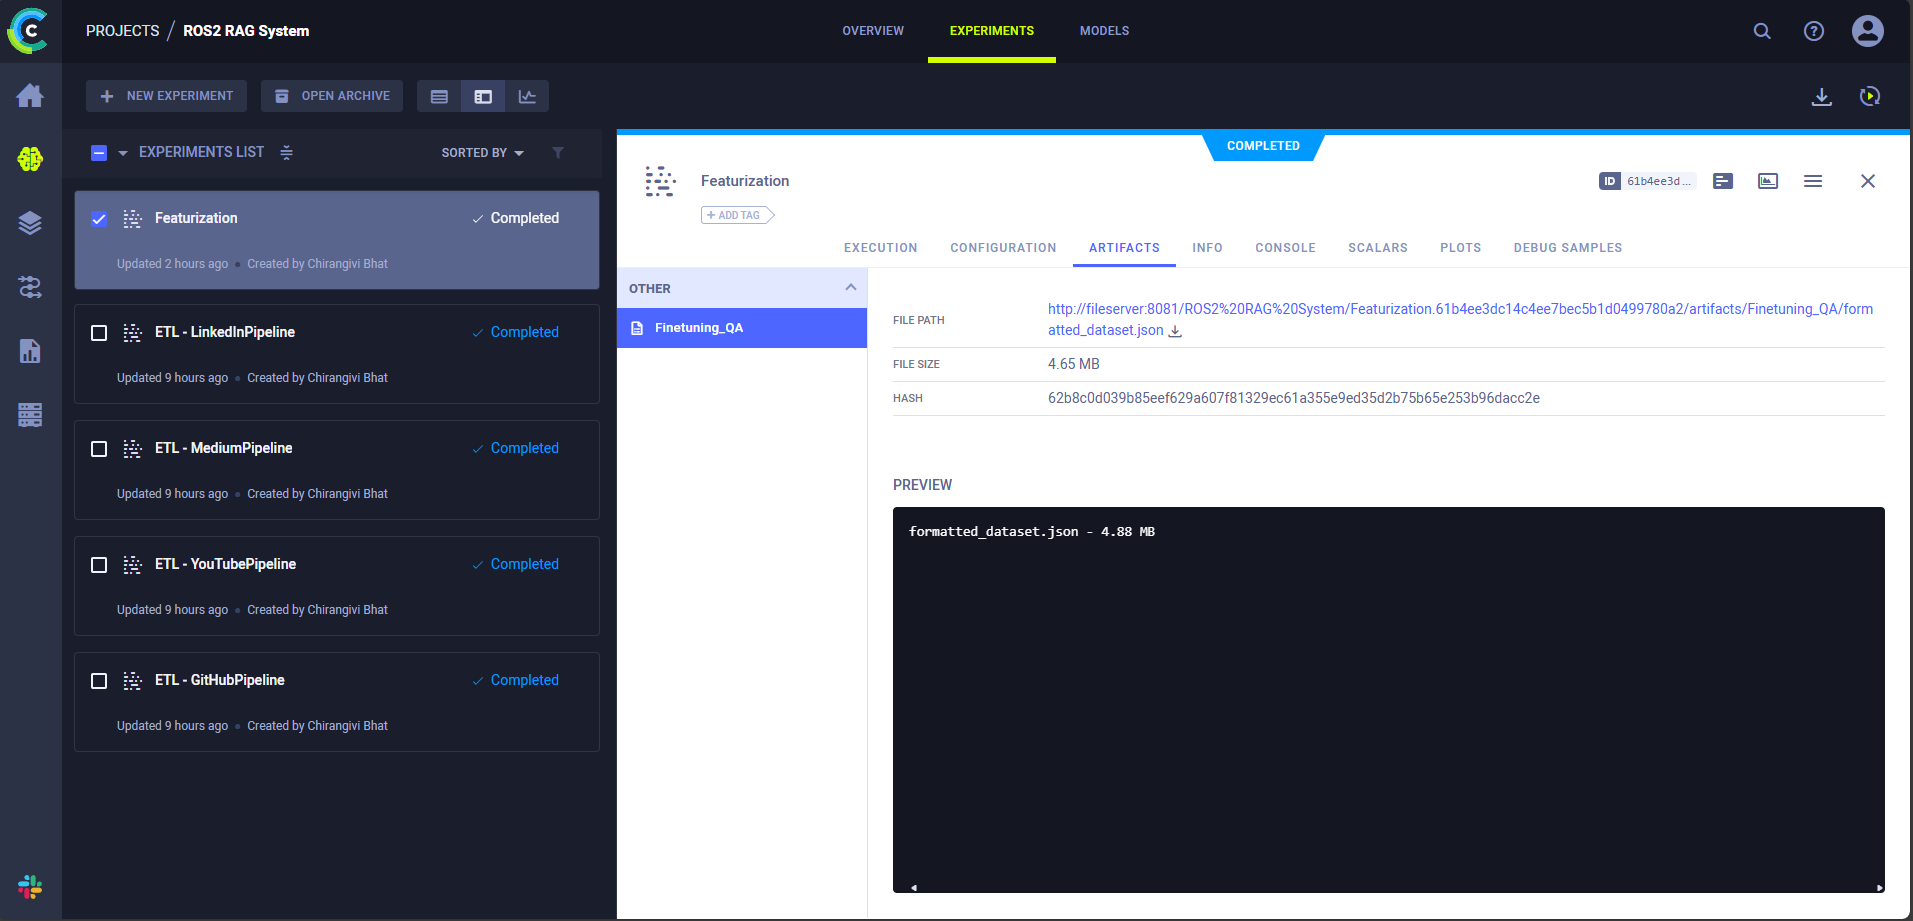 PROJECTS / ROS2 RAG System
OVERVIEW
EXPERIMENTS
MODELS
NEW EXPERIMENT
OPEN ARCHIVE
EXPERIMENTS LIST
SORTED BY
Featurization
Completed
Updated 2 hours ago • Created by Chirangivi Bhat
ETL - LinkedInPipeline
Completed
Updated 9 hours ago • Created by Chirangivi Bhat
ETL - MediumPipeline
Completed
Updated 9 hours ago • Created by Chirangivi Bhat
ETL - YouTubePipeline
Completed
Updated 9 hours ago • Created by Chirangivi Bhat
ETL - GitHubPipeline
Completed
Updated 9 hours ago • Created by Chirangivi Bhat
COMPLETED
Featurization
ID 61b4ee3d...
+ ADD TAG
EXECUTION
CONFIGURATION
ARTIFACTS
INFO
CONSOLE
SCALARS
PLOTS
DEBUG SAMPLES
OTHER
Finetuning_QA
FILE PATH
http://fileserver:8081/ROS2%20RAG%20System/Featurization.61b4ee3dc14c4ee7bec5b1d0499780a2/artifacts/Finetuning_QA/form
atted_dataset.json
FILE SIZE
4.65 MB
HASH
62b8c0d039b85eef629a607f81329ec61a355e9ed35d2b75b65e253b96dacc2e
PREVIEW
formatted_dataset.json - 4.88 MB